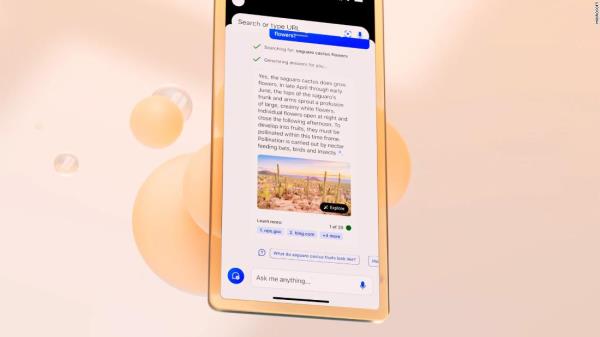 Search or type URL
flowers?
Searching for: saguaro cactus flowers
Generating answers for you...
Yes, the saguaro cactus does grow
flowers. In late April through early
June, the tops of the saguaro's
trunk and arms sprout a profusion
of large, creamy white flowers.
Individual flowers open at night and
close the following afternoon. To
develop into fruits, they must be
pollinated within this time frame.
Pollination is carried out by nectar
feeding bats, birds and insects
Explore
Learn more:
1 of 20
1. nps.gov
2. bing.com
+4 more
What do saguaro cactus fruits look like?
Ask me anything...
MICROSOFT
CNN